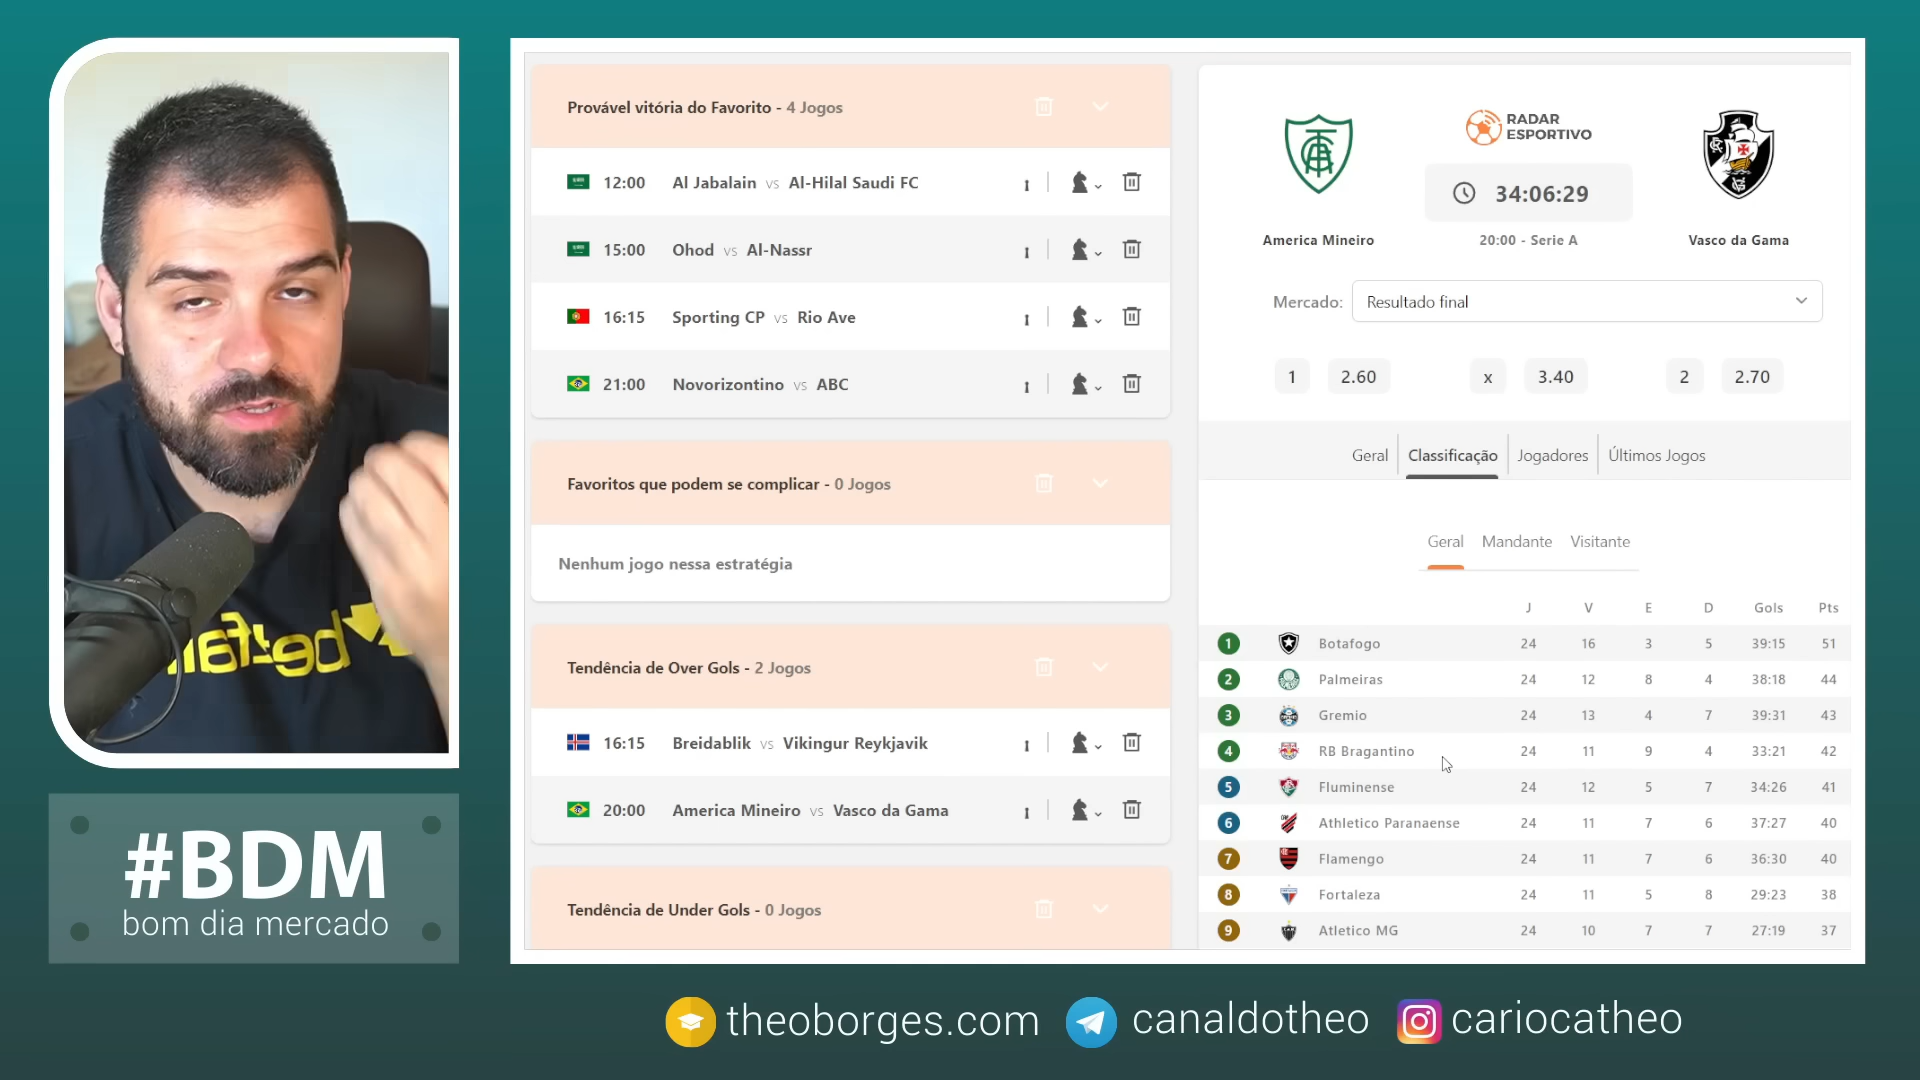 betfair
#BDM
bom dia mercado
Provável vitória do Favorito - 4 Jogos
12:00 Al Jabalain vs Al-Hilal Saudi FC
15:00 Ohod vs Al-Nassr
16:15 Sporting CP vs Rio Ave
21:00 Novorizontino vs ABC
Favoritos que podem se complicar - 0 Jogos
Nenhum jogo nessa estratégia
Tendência de Over Gols - 2 Jogos
16:15 Breidablik vs Vikingur Reykjavik
20:00 America Mineiro vs Vasco da Gama
Tendência de Under Gols - 0 Jogos
RADAR
ESPORTIVO
34:06:29
America Mineiro 20:00 - Serie A Vasco da Gama
Mercado: Resultado final
1 2.60 x 3.40 2 2.70
Geral Classificação Jogadores Últimos Jogos
Geral Mandante Visitante
J V E D Gols Pts
1 Botafogo 24 16 3 5 39:15 51
2 Palmeiras 24 12 8 4 38:18 44
3 Gremio 24 13 4 7 39:31 43
4 RB Bragantino 24 11 9 4 33:21 42
5 Fluminense 24 12 5 7 34:26 41
6 Athletico Paranaense 24 11 7 6 37:27 40
7 Flamengo 24 11 7 6 36:30 40
8 Fortaleza 24 11 5 8 29:23 38
9 Atletico MG 24 10 7 7 27:19 37
theoborges.com canaldotheo cariocatheo